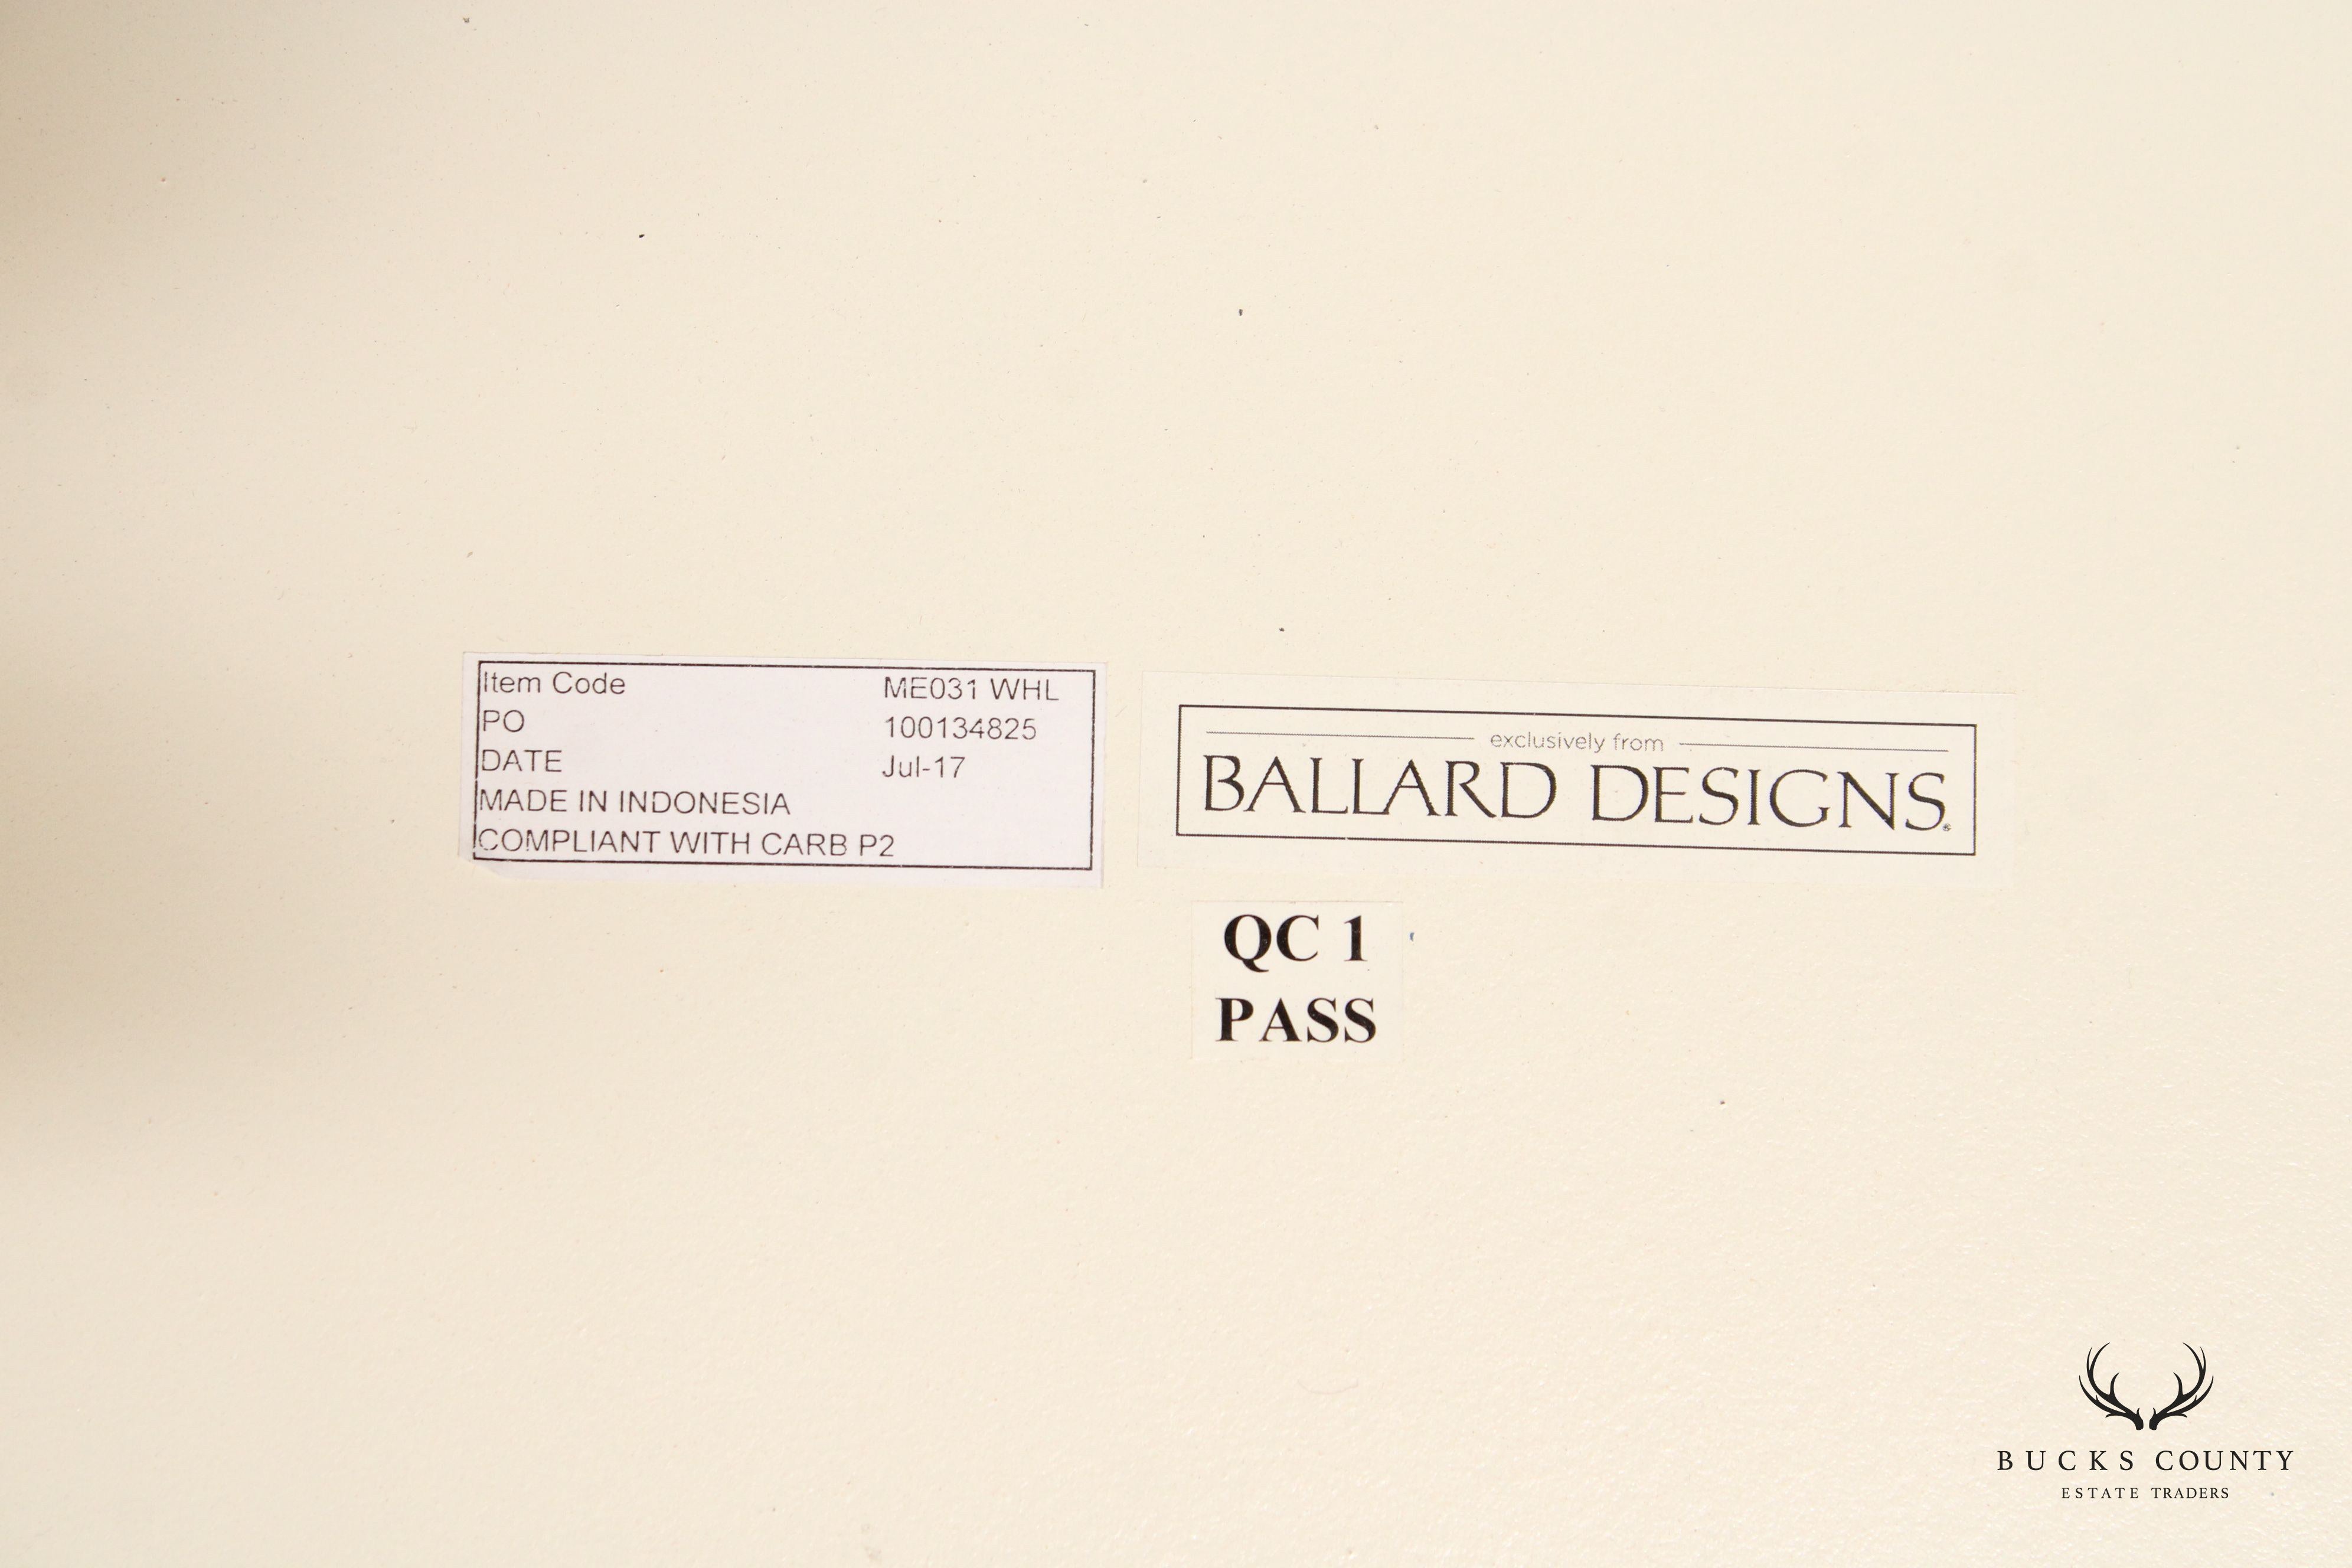 Item Code ME031 WHL
PO 100134825
DATE Jul-17
MADE IN INDONESIA
COMPLIANT WITH CARB P2
exclusively from
BALLARD DESIGNS®
QC 1
PASS
BUCKS COUNTY
ESTATE TRADERS